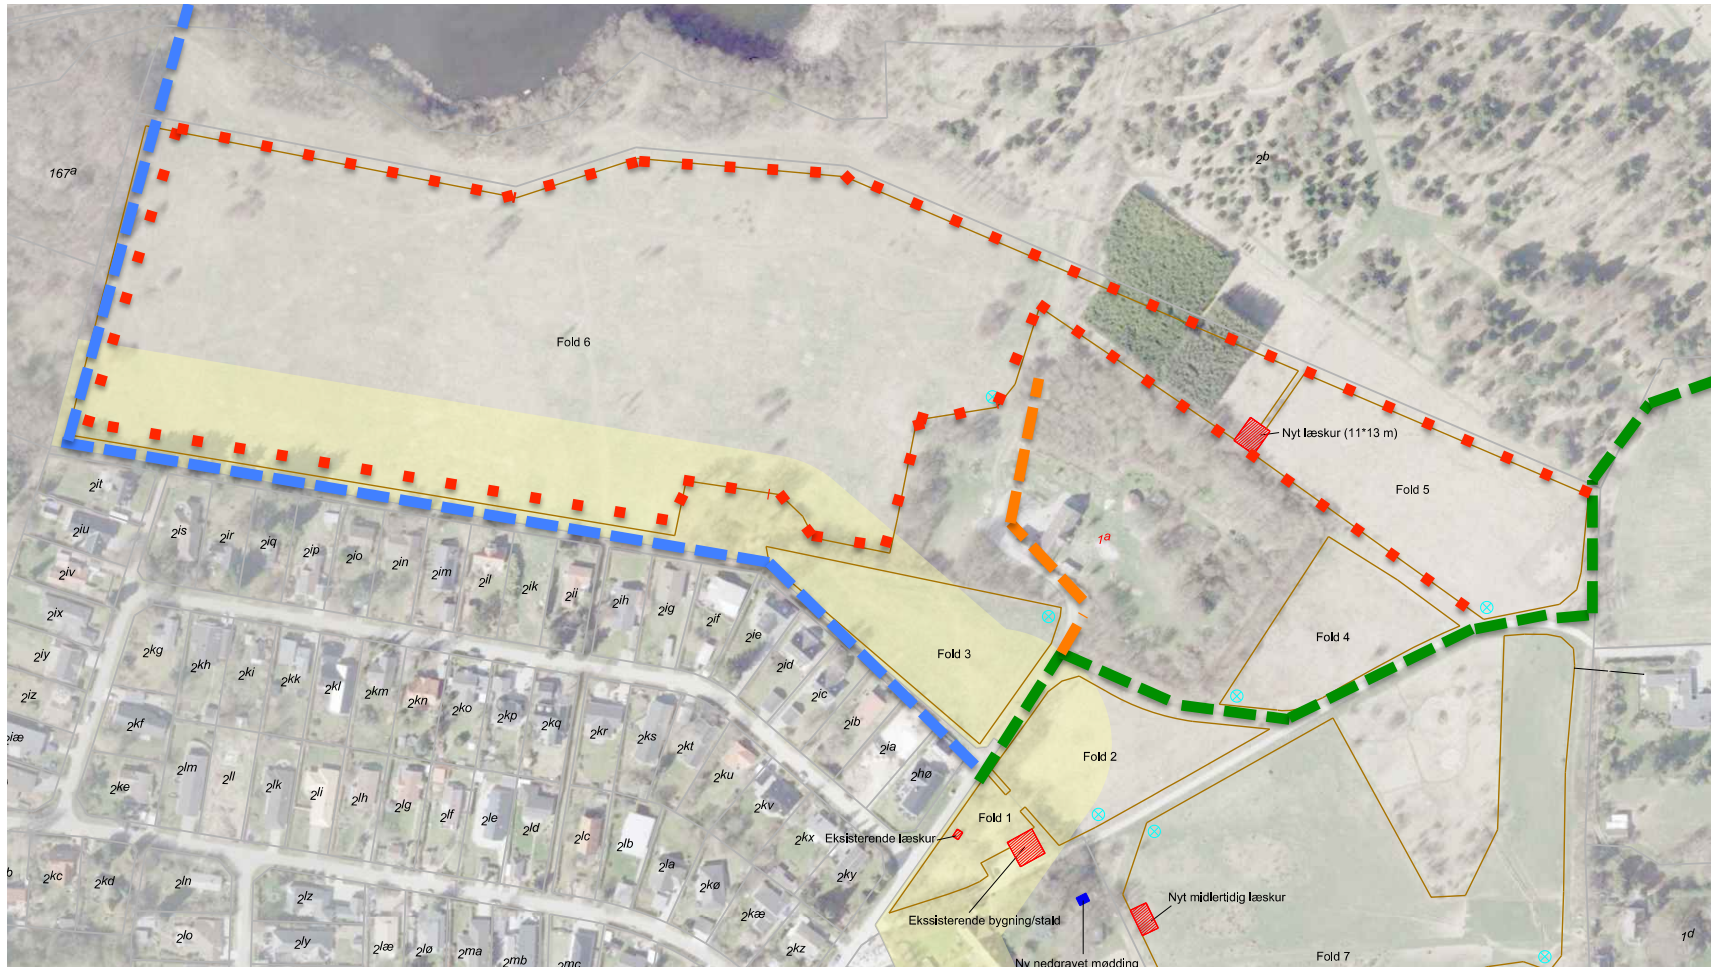 167a
2b
Fold 6
Nyt læskur (11*13 m)
Fold 5
1a
Fold 4
Fold 3
Fold 2
Fold 1
Eksisterende læskur
Ekssisterende bygning/stald
Nyt midlertidig læskur
Ny nedgravet mødding
Fold 7
1d
2it
2iu
2iv
2ix
2iy
2iz
2is
2ir
2iq
2ip
2io
2in
2im
2il
2ik
2ii
2ih
2ig
2if
2ie
2id
2ic
2ib
2ia
2hø
2kg
2kh
2ki
2kk
2kl
2km
2kn
2ko
2kp
2kq
2kr
2ks
2kt
2ku
2kv
2kx
2ky
2kf
2ke
2lm
2ll
2lk
2li
2lh
2lg
2lf
2le
2ld
2lc
2lb
2la
2kø
2kæ
2kz
2kc
2kd
2ln
2lz
2lo
2ly
2læ
2lø
2ma
2mb
2mc